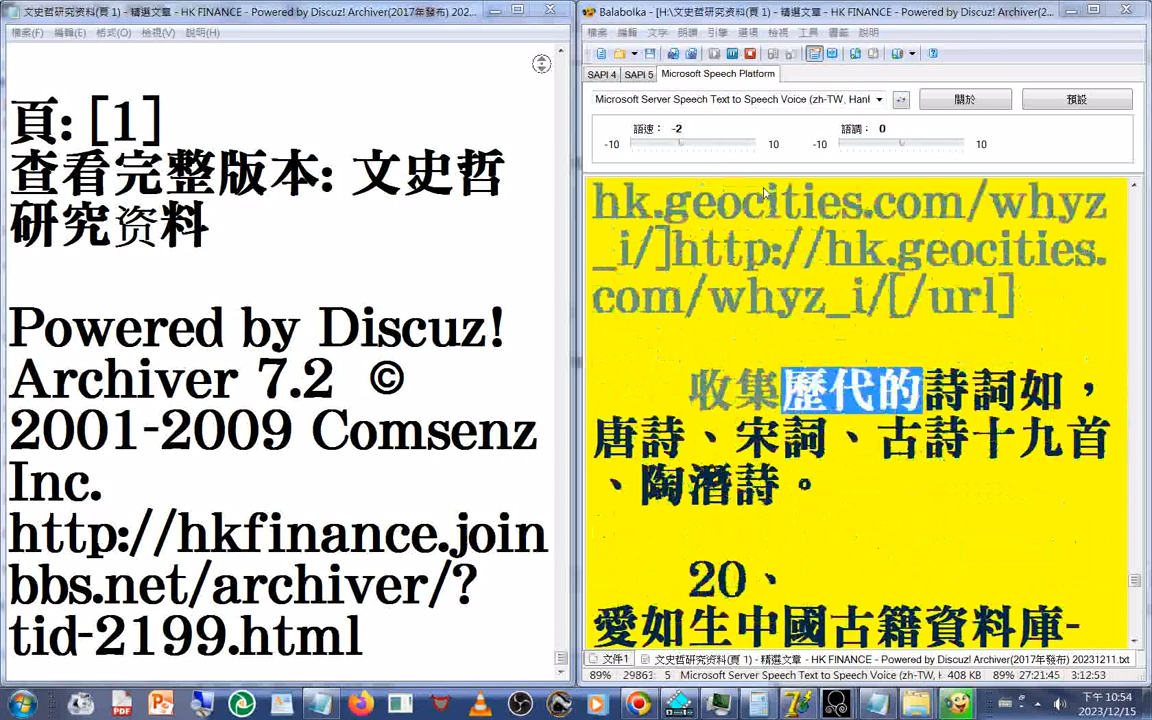 文史哲研究资料(頁 1) - 精選文章 - HK FINANCE - Powered by Discuz! Archiver(2017年發布) 202...
檔案(F) 編輯(E) 格式(O) 檢視(V) 說明(H)
頁: [1]
查看完整版本: 文史哲
研究资料
Powered by Discuz!
Archiver 7.2 ©
2001-2009 Comsenz
Inc.
http://hkfinance.join
bbs.net/archiver/?
tid-2199.html
Balabolka - [H:\文史哲研究资料(頁 1) - 精選文章 - HK FINANCE - Powered by Discuz! Archiver(2...
檔案 編輯 文字 朗讀 引擎 選項 檢視 工具 書籤 說明
SAPI 4 SAPI 5 Microsoft Speech Platform
Microsoft Server Speech Text to Speech Voice (zh-TW, Hanl
關於 預設
語速： -2 語調： 0
-10 10 -10 10
hk.geocities.com/whyz
_i/]http://hk.geocities.
com/whyz_i/[/url]
收集歷代的詩詞如，
唐詩、宋詞、古詩十九首
、陶潛詩。
20、
愛如生中國古籍資料庫-
文件1 文史哲研究资料(頁 1) - 精選文章 - HK FINANCE - Powered by Discuz! Archiver(2017年發布) 20231211.txt
89% 29863: 5 Microsoft Server Speech Text to Speech Voice (zh-TW, H 408 KB 89% 27:21:45 3:12:53
下午 10:54
2023/12/15